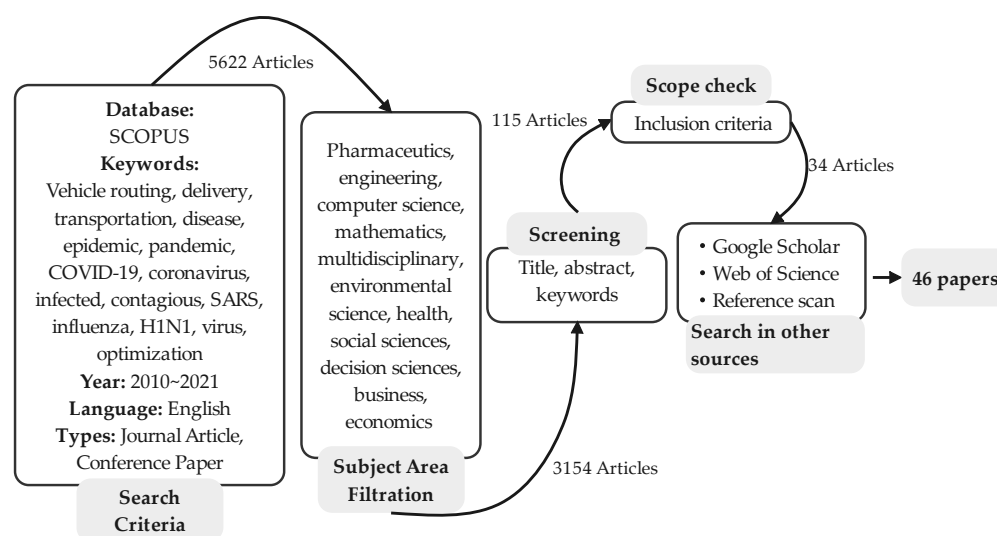 5622 Articles
Database:
SCOPUS
Keywords:
Vehicle routing, delivery,
transportation, disease,
epidemic, pandemic,
COVID-19, coronavirus,
infected, contagious, SARS,
influenza, H1N1, virus,
optimization
Year: 2010~2021
Language: English
Types: Journal Article,
Conference Paper
Search
Criteria
Pharmaceutics,
engineering,
computer science,
mathematics,
multidisciplinary,
environmental
science, health,
social sciences,
decision sciences,
business,
economics
Subject Area
Filtration
3154 Articles
Screening
Title, abstract,
keywords
115 Articles
Scope check
Inclusion criteria
34 Articles
• Google Scholar
• Web of Science
• Reference scan
Search in other
sources
46 papers